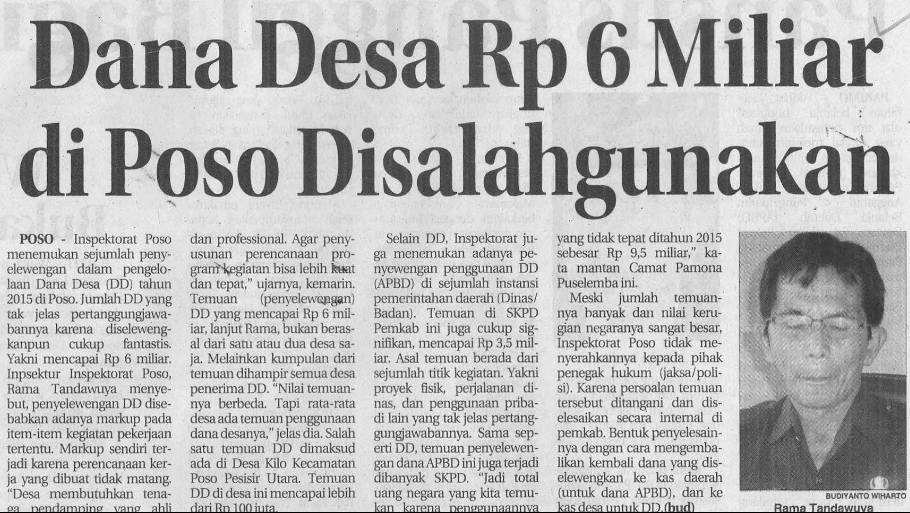 Dana Desa Rp 6 Miliar
di Poso Disalahgunakan
POSO - Inspektorat Poso
menemukan sejumlah peny-
elewengan dalam pengelo-
laan Dana Desa (DD) tahun
2015 di Poso. Jumlah DD yang
tak jelas pertanggungjawa-
bannya karena diseleweng-
kanpun cukup fantastis.
Yakni mencapai Rp 6 miliar.
Inpsektur Inspektorat Poso,
Rama Tandawuya menye-
but, penyelewengan DD dise-
babkan adanya markup pada
item-item kegiatan pekerjaan
tertentu. Markup sendiri ter-
jadi karena perencanaan ker-
ja yang dibuat tidak matang.
“Desa membutuhkan tena-
ga pendamping yang ahli
dan professional. Agar peny-
usunan perencanaan pro-
gram kegiatan bisa lebih kuat
dan tepat,” ujarnya, kemarin.
Temuan (penyelewengan)
DD yang mencapai Rp 6 mil-
iar, lanjut Rama, bukan beras-
al dari satu atau dua desa sa-
ja. Melainkan kumpulan dari
temuan dihampir semua desa
penerima DD. “Nilai temuan-
nya berbeda. Tapi rata-rata
desa ada temuan penggunaan
dana desanya,” jelas dia. Salah
satu temuan DD dimaksud
ada di Desa Kilo Kecamatan
Poso Pesisir Utara. Temuan
DD di desa ini mencapai lebih
dari Rp 100 juta.
Selain DD, Inspektorat ju-
ga menemukan adanya pe-
nyewengan penggunaan DD
(APBD) di sejumlah instansi
pemerintahan daerah (Dinas/
Badan). Temuan di SKPD
Pemkab ini juga cukup sig-
nifikan, mencapai Rp 3,5 mil-
iar. Asal temuan berada dari
sejumlah titik kegiatan. Yakni
proyek fisik, perjalanan di-
nas, dan penggunaan priba-
di lain yang tak jelas pertang-
gungjawabannya. Sama sep-
erti DD, temuan penyelewen-
gan dana APBD ini juga terjadi
dibanyak SKPD. “Jadi total
uang negara yang kita temu-
kan karena penggunaannya
yang tidak tepat ditahun 2015
sebesar Rp 9,5 miliar,” ka-
ta mantan Camat Pamona
Puselemba ini.
Meski jumlah temuan-
nya banyak dan nilai keru-
gian negaranya sangat besar,
Inspektorat Poso tidak me-
nyerahkannya kepada pihak
penegak hukum (jaksa/poli-
si). Karena persoalan temuan
tersebut ditangani dan dis-
elesaikan secara internal di
pemkab. Bentuk penyelesain-
nya dengan cara mengemba-
likan kembali dana yang dis-
elewengkan ke kas daerah
(untuk dana APBD), dan ke
kas desa untuk DD.(bud)
BUDIYANTO WIHARTO
Rama Tandawuya